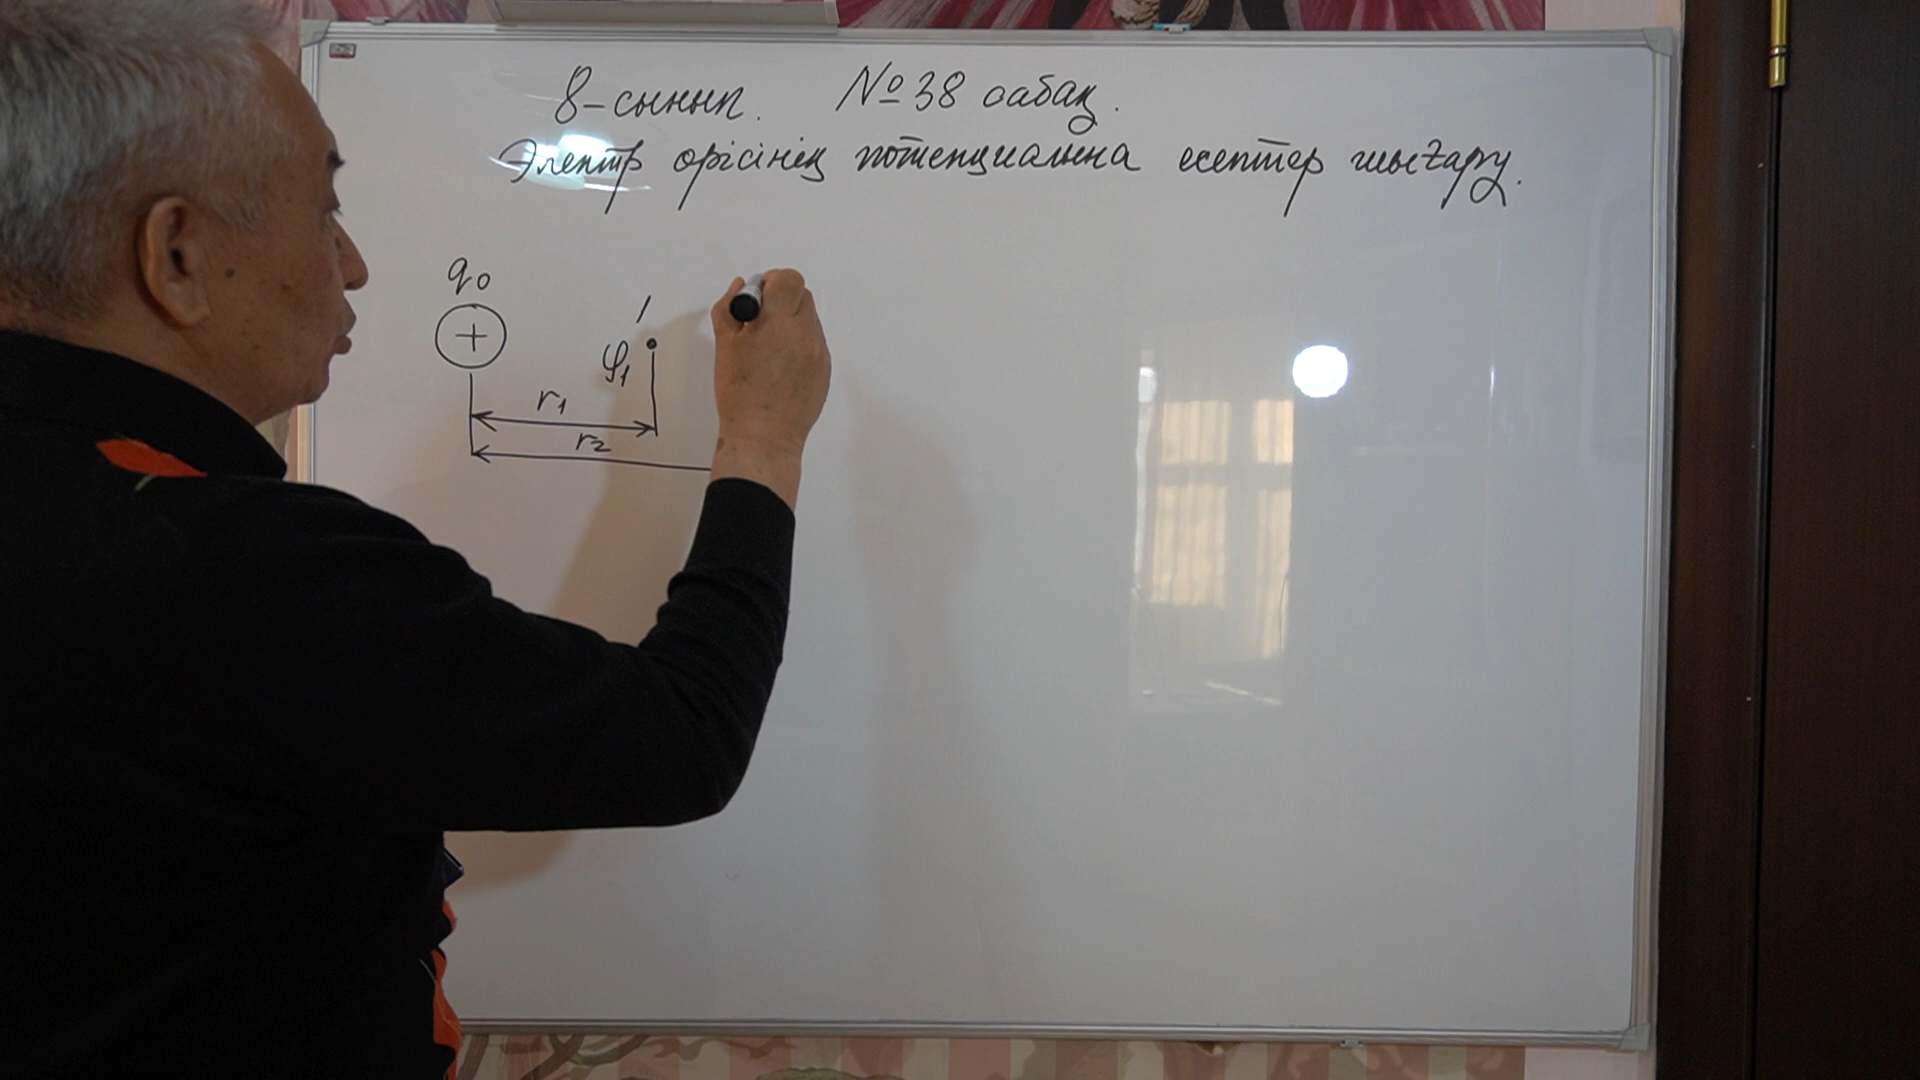 8-сынып. №38 сабақ.
Электр өрісінің потенциалына есептер шығару.
q₀
+
1
φ₁
r₁
r₂